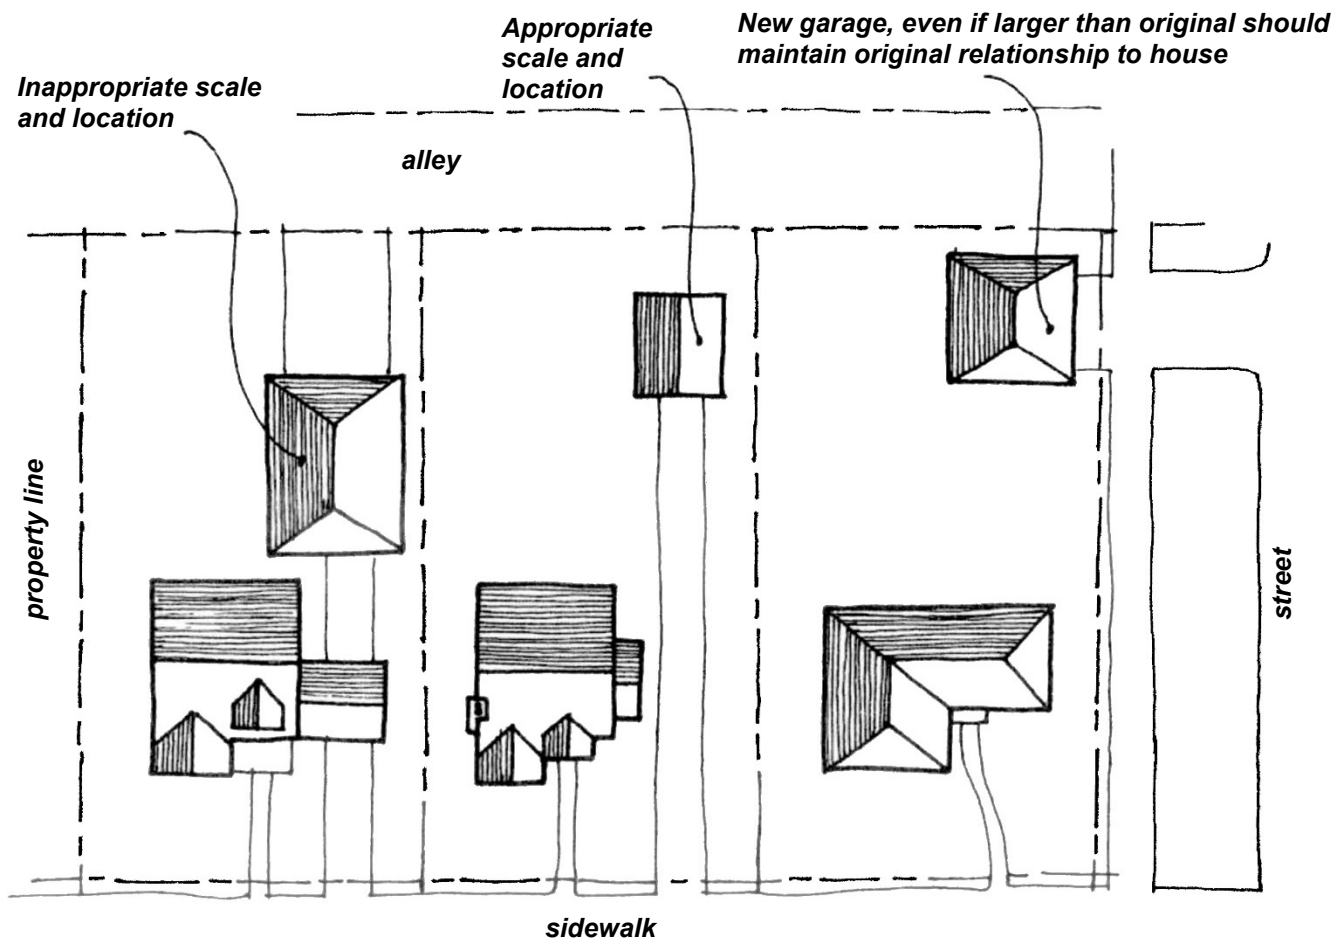 Inappropriate scale
and location
Appropriate
scale and
location
New garage, even if larger than original should
maintain original relationship to house
alley
property line
street
sidewalk